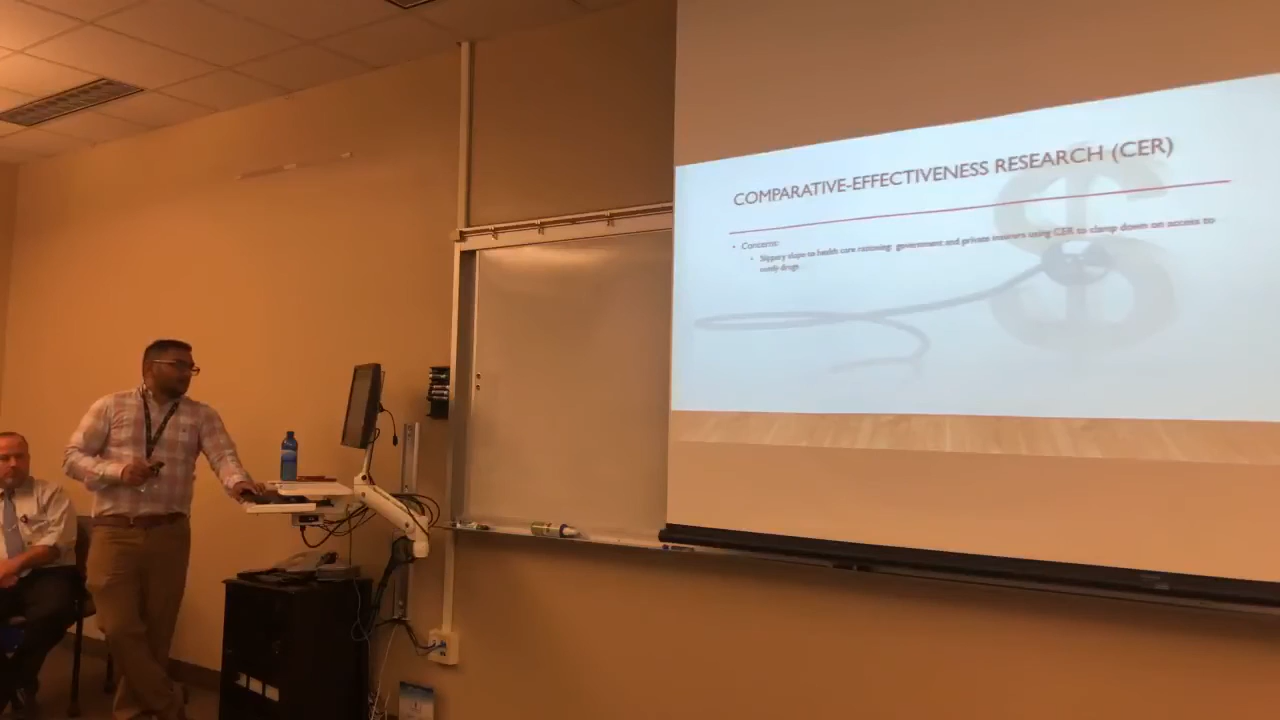 COMPARATIVE-EFFECTIVENESS RESEARCH (CER)
• Concerns:
• Slippery slope to health care rationing: government and private insurers using CER to clamp down on access to
costly drugs